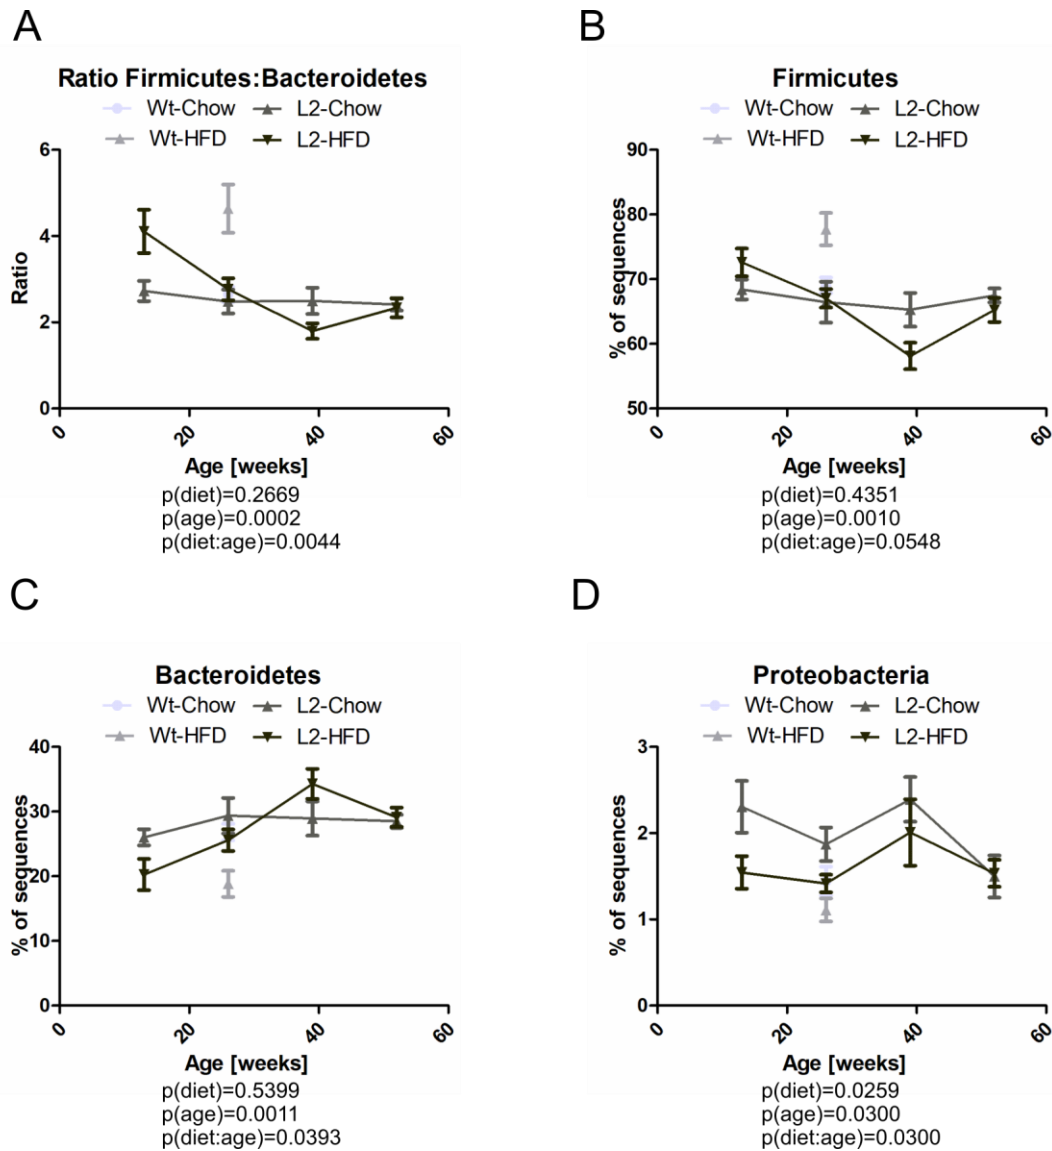 A
Ratio Firmicutes:Bacteroidetes
Wt-Chow L2-Chow
Wt-HFD L2-HFD
6
4
2
0
Ratio
0 20 40 60
Age [weeks]
p(diet)=0.2669
p(age)=0.0002
p(diet:age)=0.0044
B
Firmicutes
Wt-Chow L2-Chow
Wt-HFD L2-HFD
90
80
70
60
50
% of sequences
0 20 40 60
Age [weeks]
p(diet)=0.4351
p(age)=0.0010
p(diet:age)=0.0548
C
Bacteroidetes
Wt-Chow L2-Chow
Wt-HFD L2-HFD
40
30
20
10
0
% of sequences
0 20 40 60
Age [weeks]
p(diet)=0.5399
p(age)=0.0011
p(diet:age)=0.0393
D
Proteobacteria
Wt-Chow L2-Chow
Wt-HFD L2-HFD
3
2
1
0
% of sequences
0 20 40 60
Age [weeks]
p(diet)=0.0259
p(age)=0.0300
p(diet:age)=0.0300